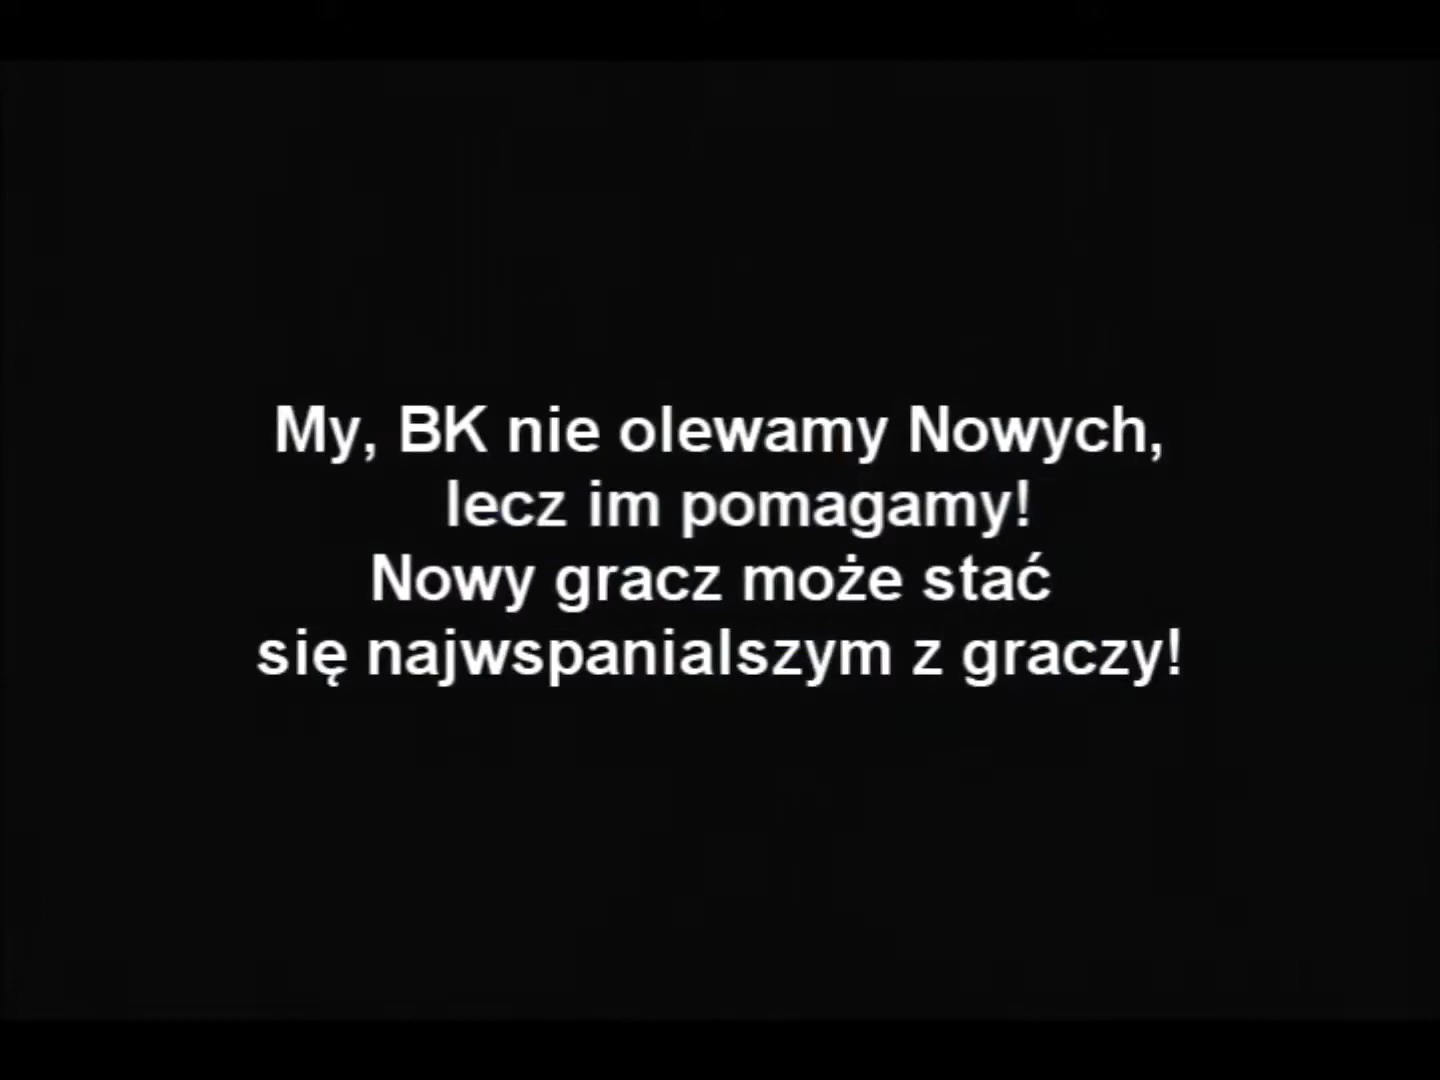 My, BK nie olewamy Nowych,
lecz im pomagamy!
Nowy gracz może stać
się najwspanialszym z graczy!